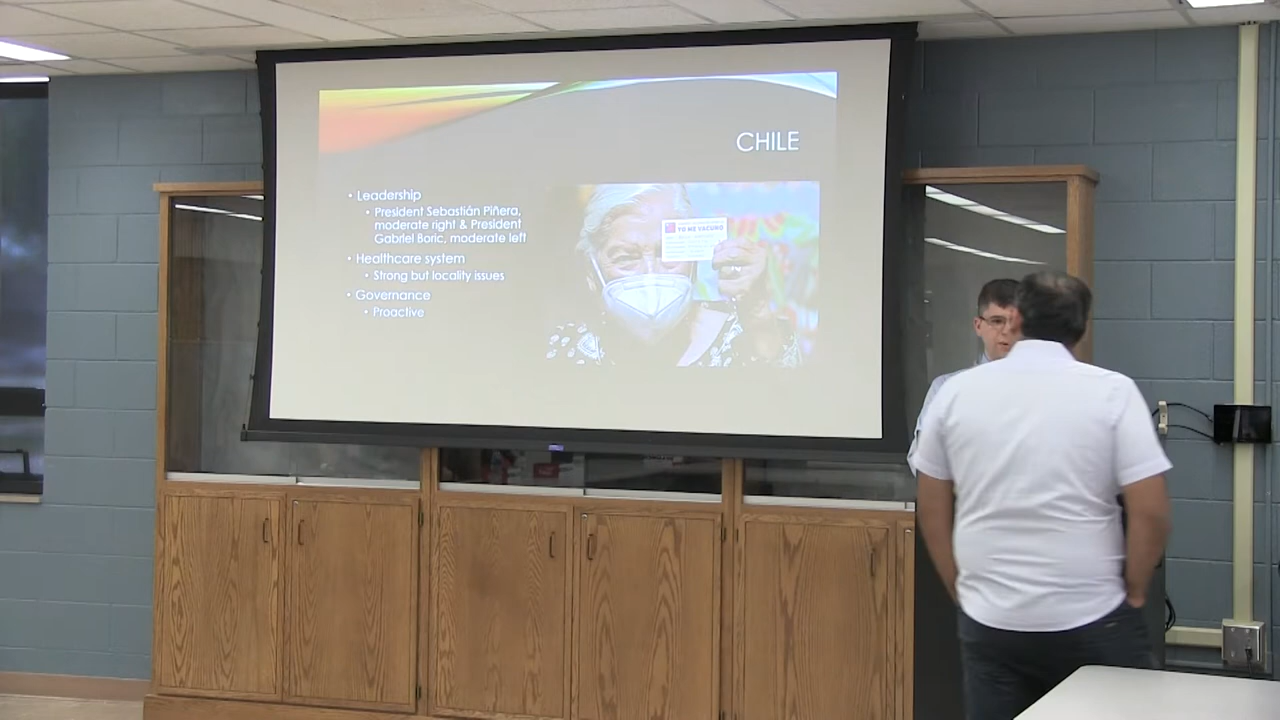 CHILE
• Leadership
• President Sebastián Piñera,
moderate right & President
Gabriel Boric, moderate left
• Healthcare system
• Strong but locality issues
• Governance
• Proactive
YO ME VACUNO